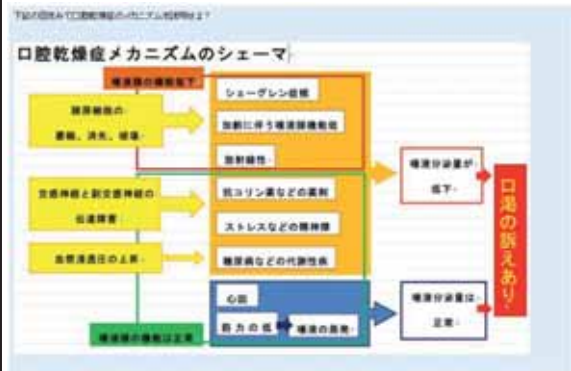 口腔乾燥症メカニズムのシェーマ
唾液腺の機能低下
シェーグレン症候
腺房細胞の
萎縮、消失、破壊
加齢に伴う唾液腺機能低
放射線性
唾液分泌量が
低下
口渇の訴えあり
交感神経と副交感神経の
伝達障害
抗コリン薬などの薬剤
ストレスなどの精神
血漿浸透圧の上昇
糖尿病などの代謝性疾
心因
筋力の低
唾液の蒸発
唾液分泌量は
正常
唾液腺の機能は正常